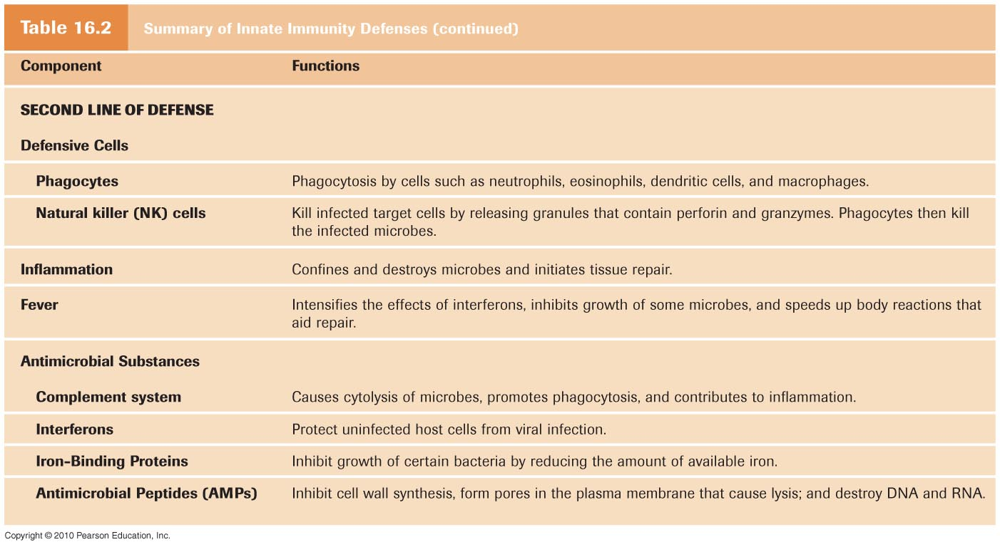 Table 16.2 Summary of Innate Immunity Defenses (continued)
Component Functions
SECOND LINE OF DEFENSE
Defensive Cells
Phagocytes Phagocytosis by cells such as neutrophils, eosinophils, dendritic cells, and macrophages.
Natural killer (NK) cells Kill infected target cells by releasing granules that contain perforin and granzymes. Phagocytes then kill
the infected microbes.
Inflammation Confines and destroys microbes and initiates tissue repair.
Fever Intensifies the effects of interferons, inhibits growth of some microbes, and speeds up body reactions that
aid repair.
Antimicrobial Substances
Complement system Causes cytolysis of microbes, promotes phagocytosis, and contributes to inflammation.
Interferons Protect uninfected host cells from viral infection.
Iron-Binding Proteins Inhibit growth of certain bacteria by reducing the amount of available iron.
Antimicrobial Peptides (AMPs) Inhibit cell wall synthesis, form pores in the plasma membrane that cause lysis; and destroy DNA and RNA.
Copyright © 2010 Pearson Education, Inc.